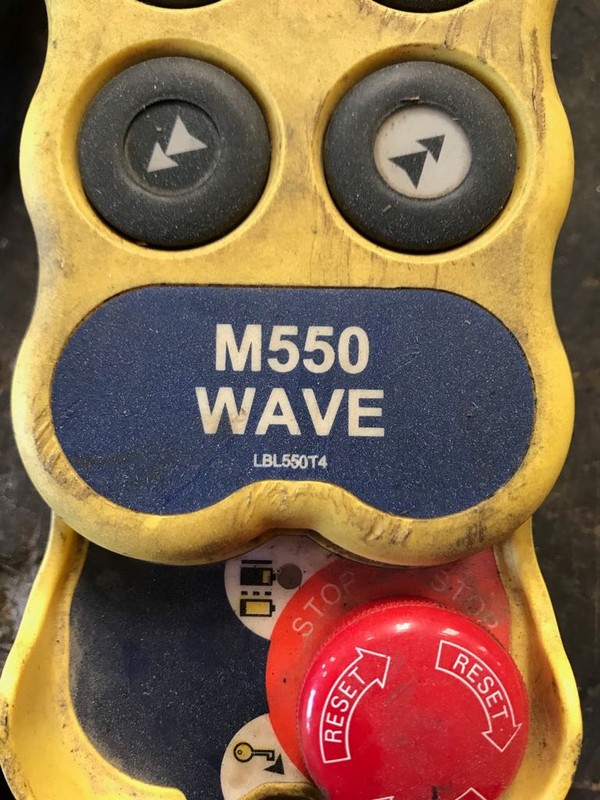 M550
WAVE
LBL550T4
STOP
STOP
RESET
RESET